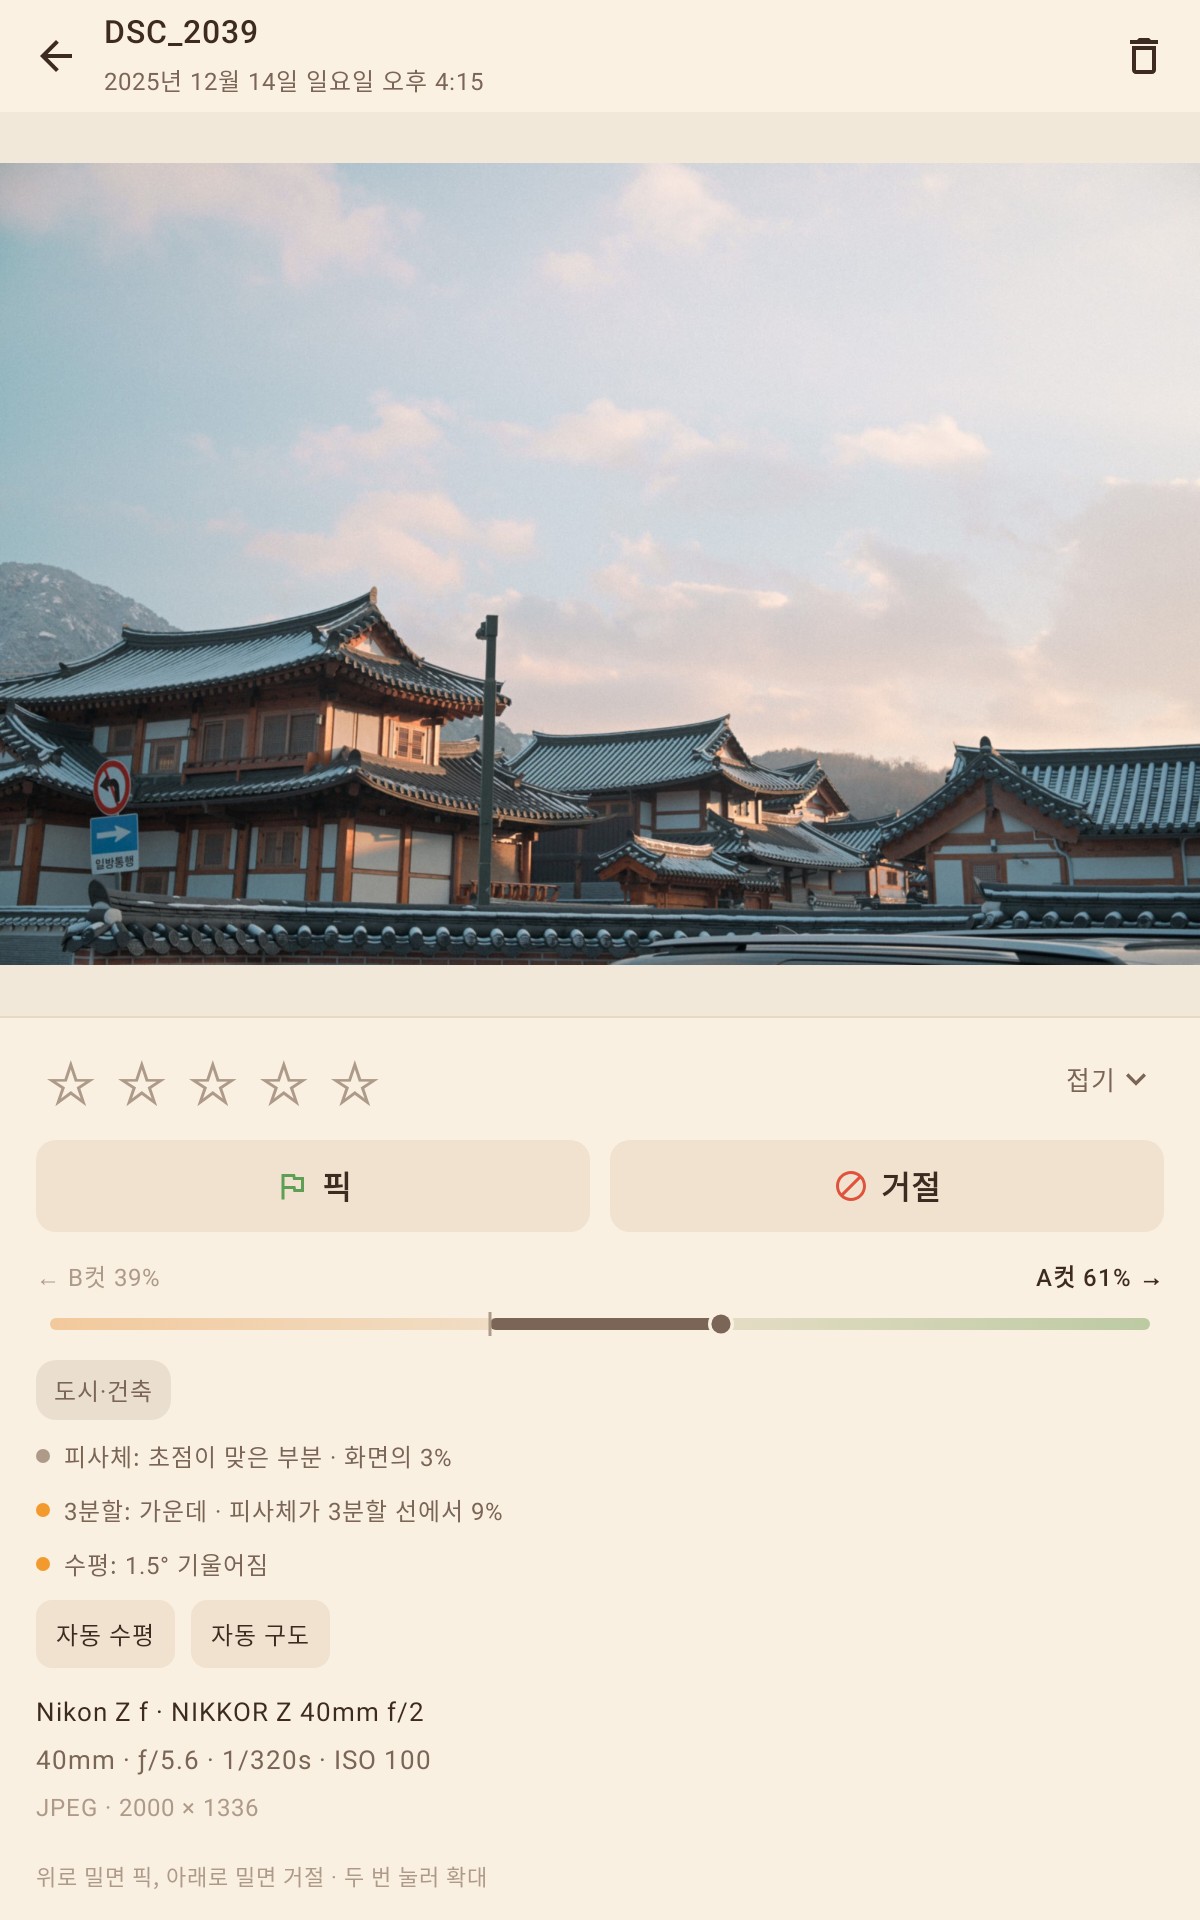 DSC_2039
2025년 12월 14일 일요일 오후 4:15
일방통행
접기
픽
거절
← B컷 39%
A컷 61% →
도시·건축
피사체: 초점이 맞은 부분 · 화면의 3%
3분할: 가운데 · 피사체가 3분할 선에서 9%
수평: 1.5° 기울어짐
자동 수평
자동 구도
Nikon Z f · NIKKOR Z 40mm f/2
40mm · ƒ/5.6 · 1/320s · ISO 100
JPEG · 2000 × 1336
위로 밀면 픽, 아래로 밀면 거절 · 두 번 눌러 확대